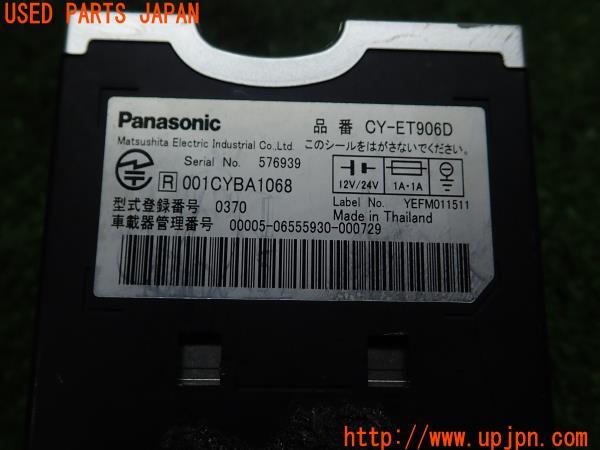 USED PARTS JAPAN
Panasonic
品番 CY-ET906D
Matsushita Electric Industrial Co.,Ltd.
このシールをはがさないでください。
Serial No. 576939
R 001CYBA1068
12V/24V
1A・1A
Label No. YEFM011511
型式登録番号 0370
Made in Thailand
車載器管理番号 00005-06555930-000729
UPJ
http://www.upjpn.com